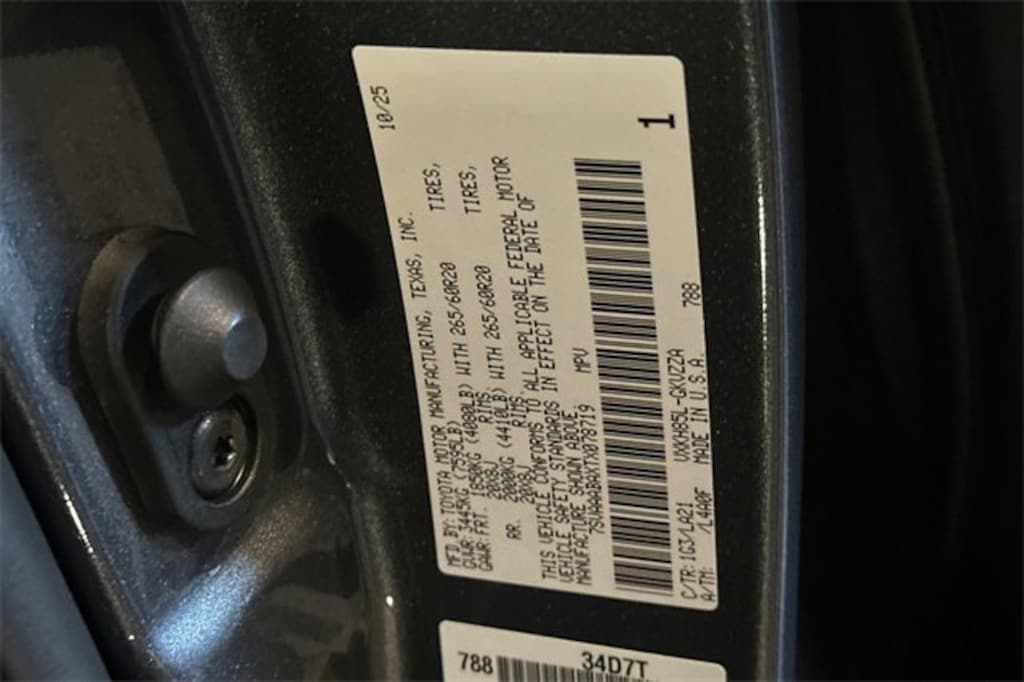 10/25
MFD BY:TOYOTA MOTOR MANUFACTURING, TEXAS, INC.
GVWR: 3445KG (7595LB)
GAWR: FRT. 1850KG (4080LB) WITH 265/60R20 TIRES,
20X8J RIMS,
RR. 2000KG (4410LB) WITH 265/60R20 TIRES,
20X8J RIMS.
THIS VEHICLE CONFORMS TO ALL APPLICABLE FEDERAL MOTOR
VEHICLE SAFETY STANDARDS IN EFFECT ON THE DATE OF
MANUFACTURE SHOWN ABOVE.
7SVAAABAXTX078719 MPV
1
C/TR:1G3/LA21 VXKH85L-GKVZZA 788
A/TM: /L4A0F MADE IN U.S.A.
788 34D7T